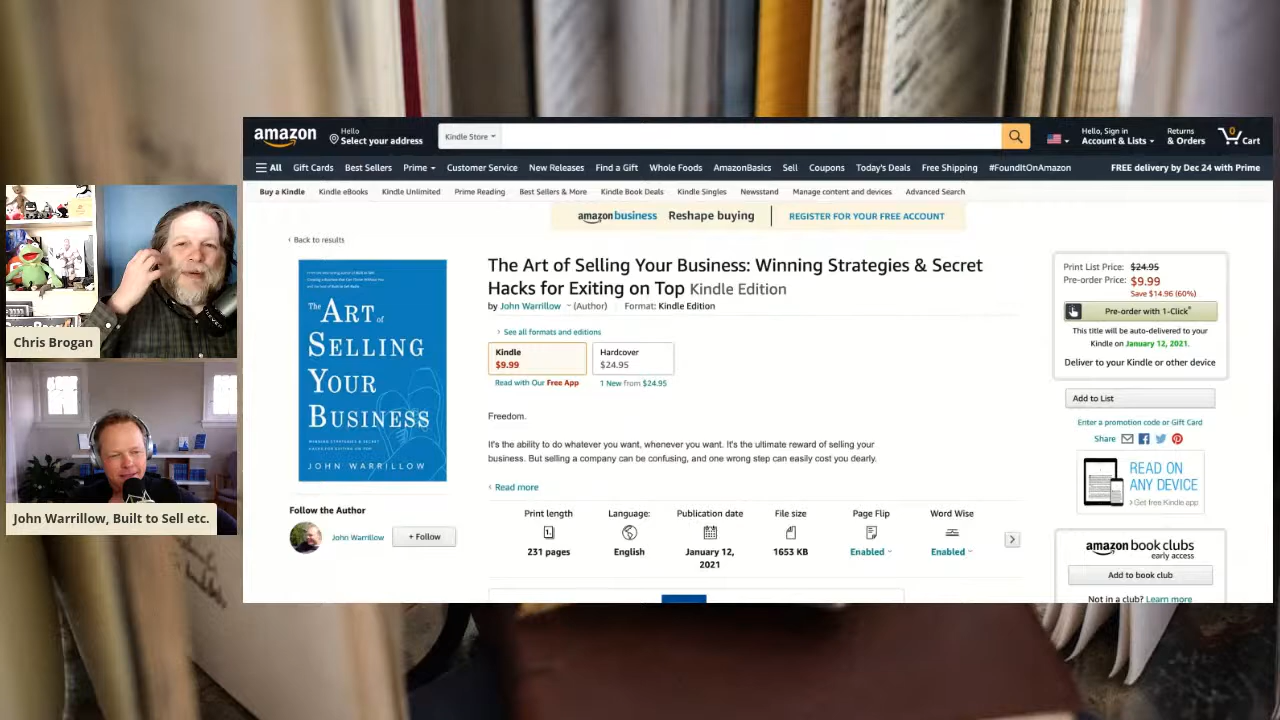 amazon
Hello
Select your address
Kindle Store
Hello, Sign in
Account & Lists
Returns
& Orders
0
Cart
All
Gift Cards
Best Sellers
Prime
Customer Service
New Releases
Find a Gift
Whole Foods
AmazonBasics
Sell
Coupons
Today's Deals
Free Shipping
#FoundItOnAmazon
FREE delivery by Dec 24 with Prime
Buy a Kindle
Kindle eBooks
Kindle Unlimited
Prime Reading
Best Sellers & More
Kindle Book Deals
Kindle Singles
Newsstand
Manage content and devices
Advanced Search
amazon business Reshape buying
REGISTER FOR YOUR FREE ACCOUNT
‹ Back to results
The ART of
SELLING
YOUR
BUSINESS
WINNING STRATEGIES & SECRET
HACKS FOR EXITING ON TOP
JOHN WARRILLOW
Follow the Author
John Warrillow
+ Follow
The Art of Selling Your Business: Winning Strategies & Secret
Hacks for Exiting on Top Kindle Edition
by John Warrillow (Author) Format: Kindle Edition
› See all formats and editions
Kindle
$9.99
Read with Our Free App
Hardcover
$24.95
1 New from $24.95
Freedom.
It's the ability to do whatever you want, whenever you want. It's the ultimate reward of selling your
business. But selling a company can be confusing, and one wrong step can easily cost you dearly.
‹ Read more
Print length
231 pages
Language:
English
Publication date
January 12,
2021
File size
1653 KB
Page Flip
Enabled
Word Wise
Enabled
Print List Price: $24.95
Pre-order Price: $9.99
Save $14.96 (60%)
Pre-order with 1-Click®
This title will be auto-delivered to your
Kindle on January 12, 2021.
Deliver to your Kindle or other device
Add to List
Enter a promotion code or Gift Card
Share
READ ON
ANY DEVICE
› Get free Kindle app
amazon book clubs
early access
Add to book club
Not in a club? Learn more
Chris Brogan
John Warrillow, Built to Sell etc.